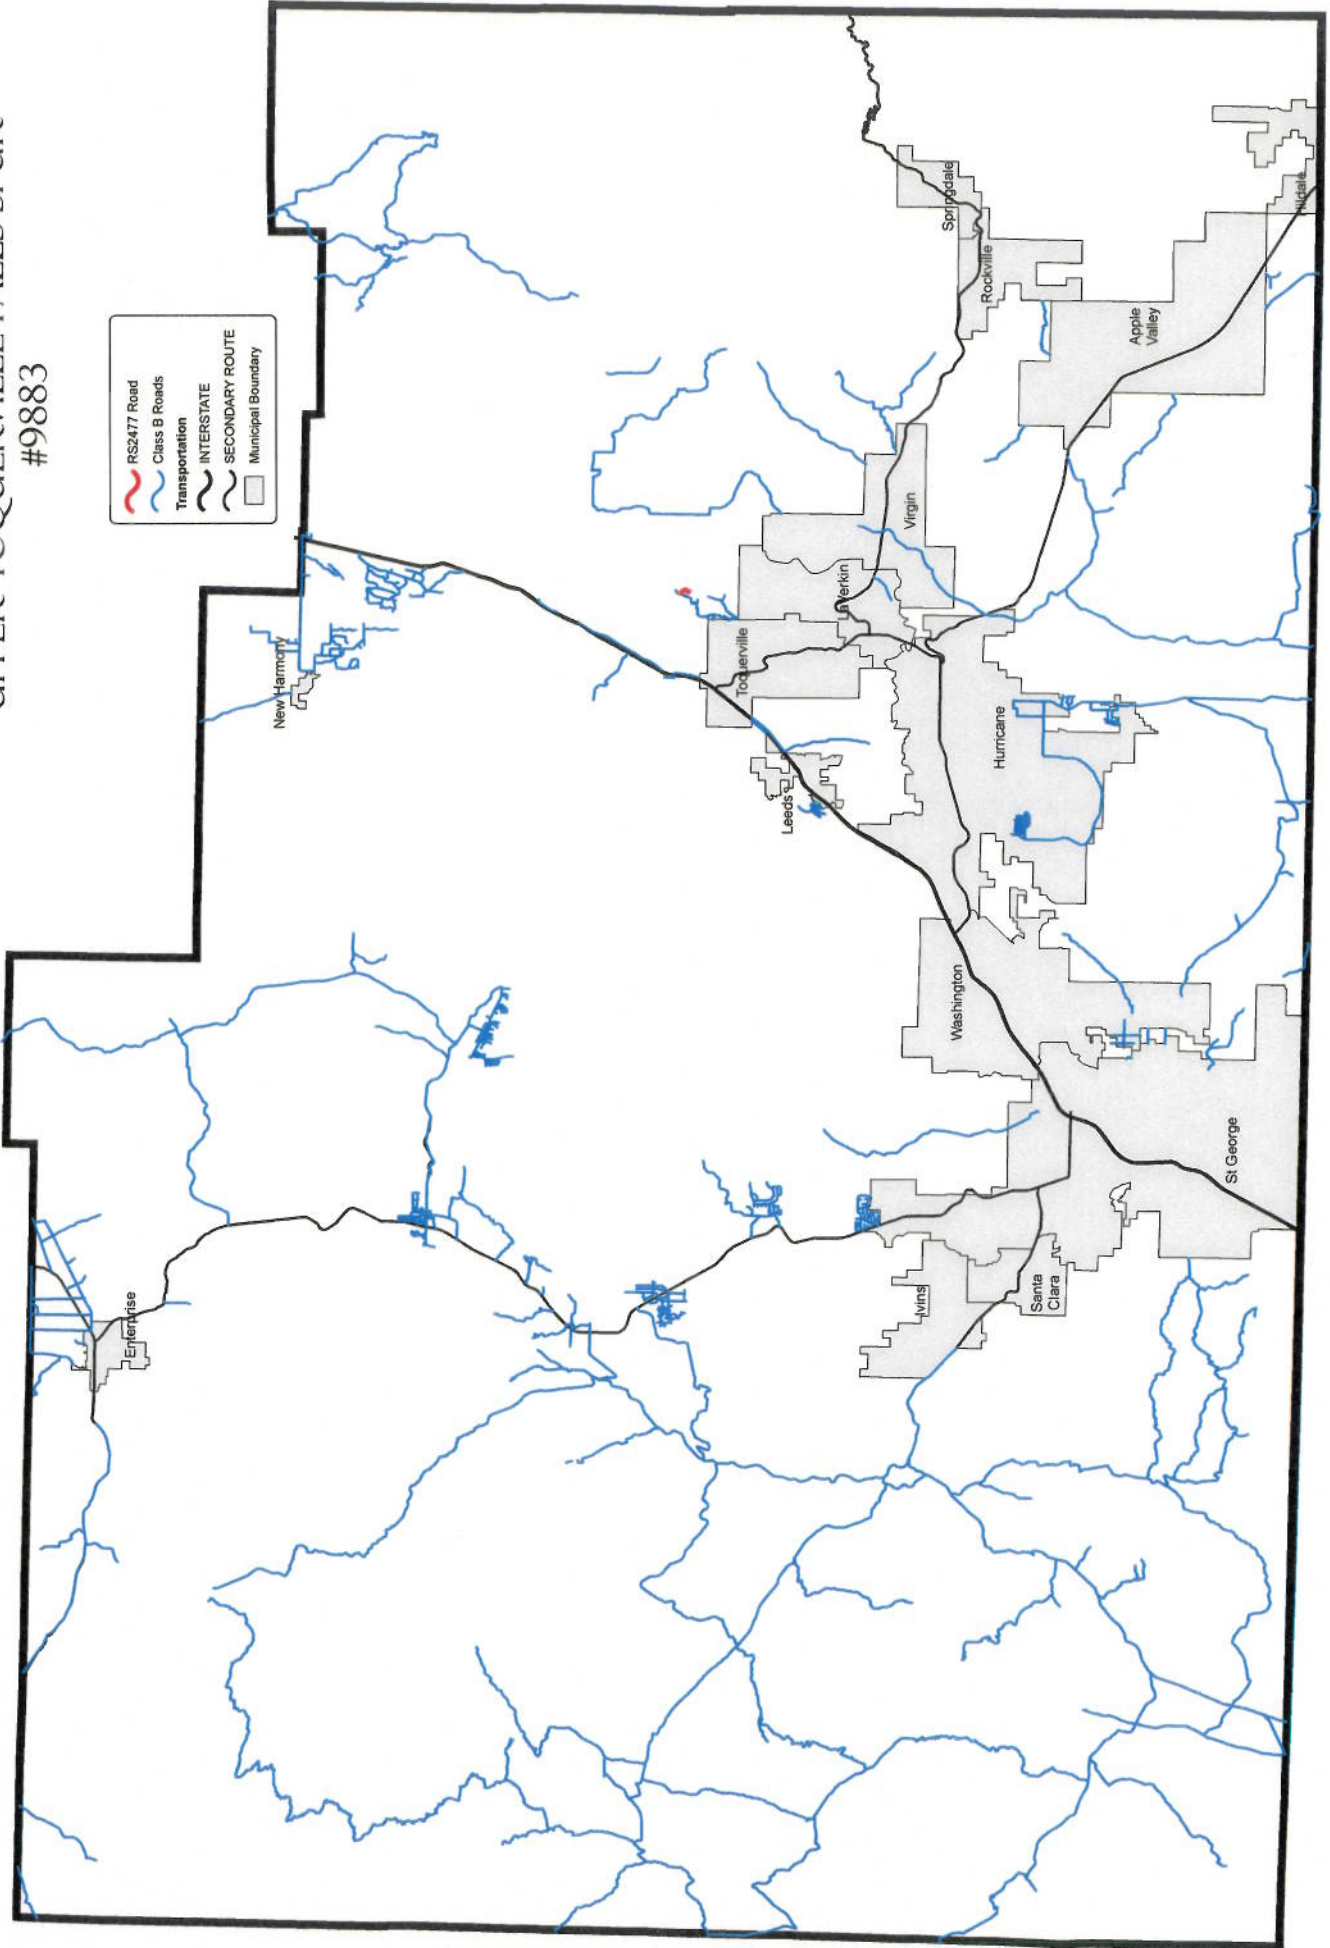 #9883
RS2477 Road
Class B Roads
Transportation
INTERSTATE
SECONDARY ROUTE
Municipal Boundary
Enterprise
New Harmony
Leeds
Toquerville
LaVerkin
Virgin
Springdale
Rockville
Apple
Valley
Hildale
Hurricane
Washington
Ivins
Santa
Clara
St George